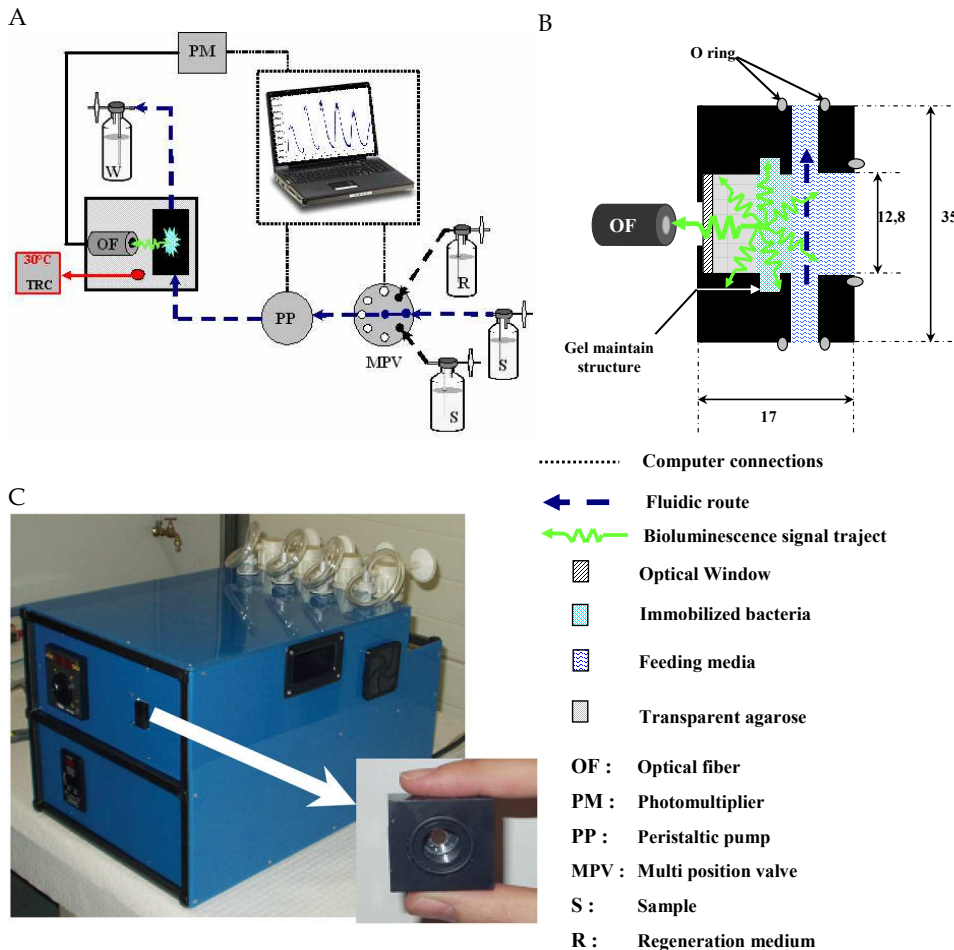 A
PM
W
OF
30°C
TRC
PP
MPV
R
S
S
B
O ring
OF
12,8
35
Gel maintain
structure
17
Computer connections
Fluidic route
Bioluminescence signal traject
Optical Window
Immobilized bacteria
Feeding media
Transparent agarose
OF : Optical fiber
PM : Photomultiplier
PP : Peristaltic pump
MPV : Multi position valve
S : Sample
R : Regeneration medium
C